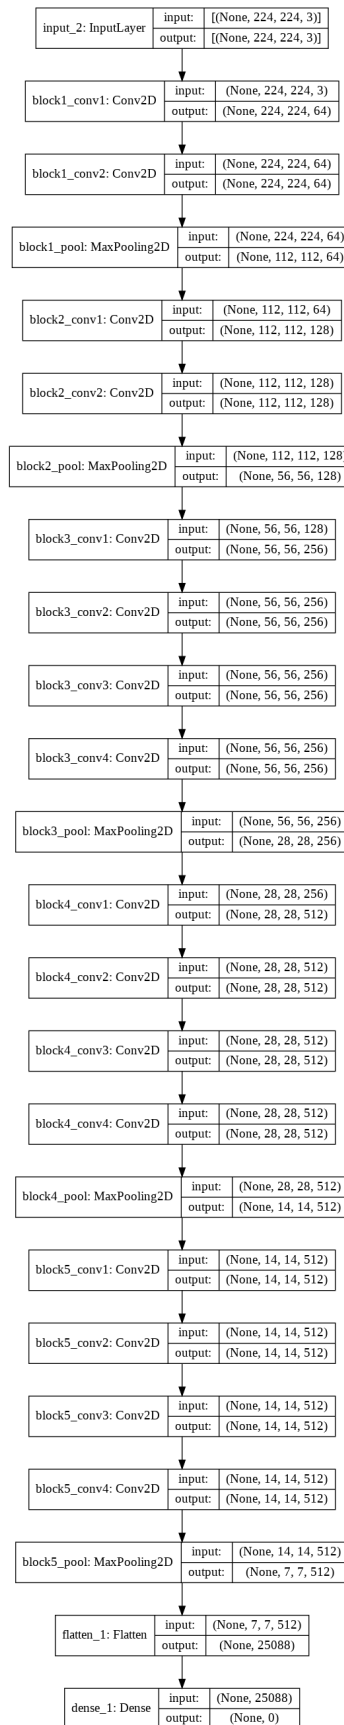 input_2: InputLayer
input:
[(None, 224, 224, 3)]
output:
[(None, 224, 224, 3)]
block1_conv1: Conv2D
input:
(None, 224, 224, 3)
output:
(None, 224, 224, 64)
block1_conv2: Conv2D
input:
(None, 224, 224, 64)
output:
(None, 224, 224, 64)
block1_pool: MaxPooling2D
input:
(None, 224, 224, 64)
output:
(None, 112, 112, 64)
block2_conv1: Conv2D
input:
(None, 112, 112, 64)
output:
(None, 112, 112, 128)
block2_conv2: Conv2D
input:
(None, 112, 112, 128)
output:
(None, 112, 112, 128)
block2_pool: MaxPooling2D
input:
(None, 112, 112, 128)
output:
(None, 56, 56, 128)
block3_conv1: Conv2D
input:
(None, 56, 56, 128)
output:
(None, 56, 56, 256)
block3_conv2: Conv2D
input:
(None, 56, 56, 256)
output:
(None, 56, 56, 256)
block3_conv3: Conv2D
input:
(None, 56, 56, 256)
output:
(None, 56, 56, 256)
block3_conv4: Conv2D
input:
(None, 56, 56, 256)
output:
(None, 56, 56, 256)
block3_pool: MaxPooling2D
input:
(None, 56, 56, 256)
output:
(None, 28, 28, 256)
block4_conv1: Conv2D
input:
(None, 28, 28, 256)
output:
(None, 28, 28, 512)
block4_conv2: Conv2D
input:
(None, 28, 28, 512)
output:
(None, 28, 28, 512)
block4_conv3: Conv2D
input:
(None, 28, 28, 512)
output:
(None, 28, 28, 512)
block4_conv4: Conv2D
input:
(None, 28, 28, 512)
output:
(None, 28, 28, 512)
block4_pool: MaxPooling2D
input:
(None, 28, 28, 512)
output:
(None, 14, 14, 512)
block5_conv1: Conv2D
input:
(None, 14, 14, 512)
output:
(None, 14, 14, 512)
block5_conv2: Conv2D
input:
(None, 14, 14, 512)
output:
(None, 14, 14, 512)
block5_conv3: Conv2D
input:
(None, 14, 14, 512)
output:
(None, 14, 14, 512)
block5_conv4: Conv2D
input:
(None, 14, 14, 512)
output:
(None, 14, 14, 512)
block5_pool: MaxPooling2D
input:
(None, 14, 14, 512)
output:
(None, 7, 7, 512)
flatten_1: Flatten
input:
(None, 7, 7, 512)
output:
(None, 25088)
dense_1: Dense
input:
(None, 25088)
output:
(None, 0)